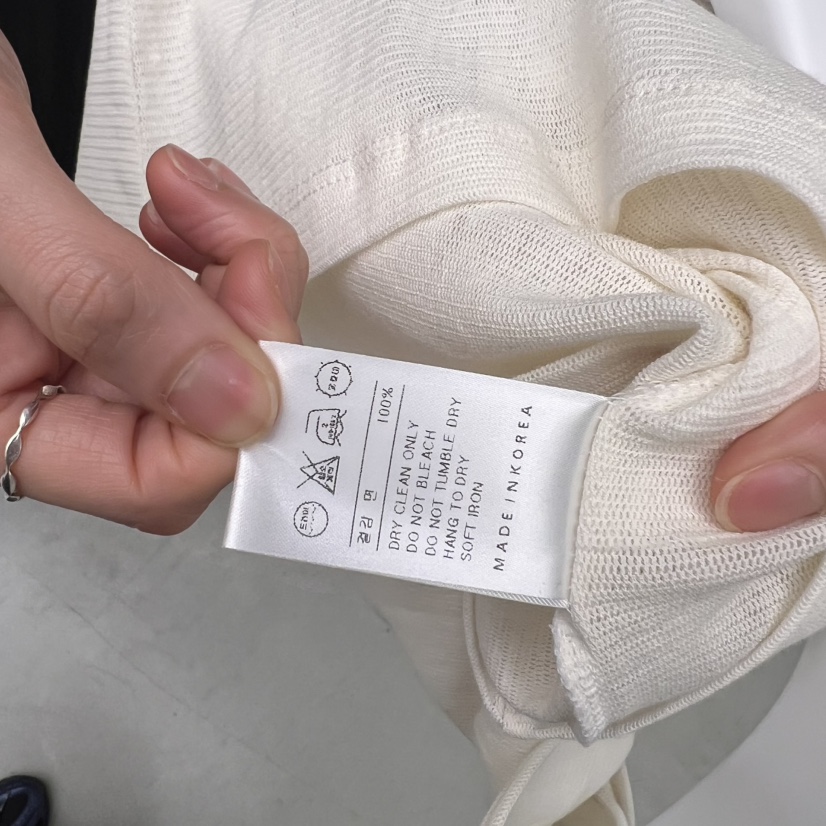 겉감 면 100%
DRY CLEAN ONLY
DO NOT BLEACH
DO NOT TUMBLE DRY
HANG TO DRY
SOFT IRON
MADE IN KOREA